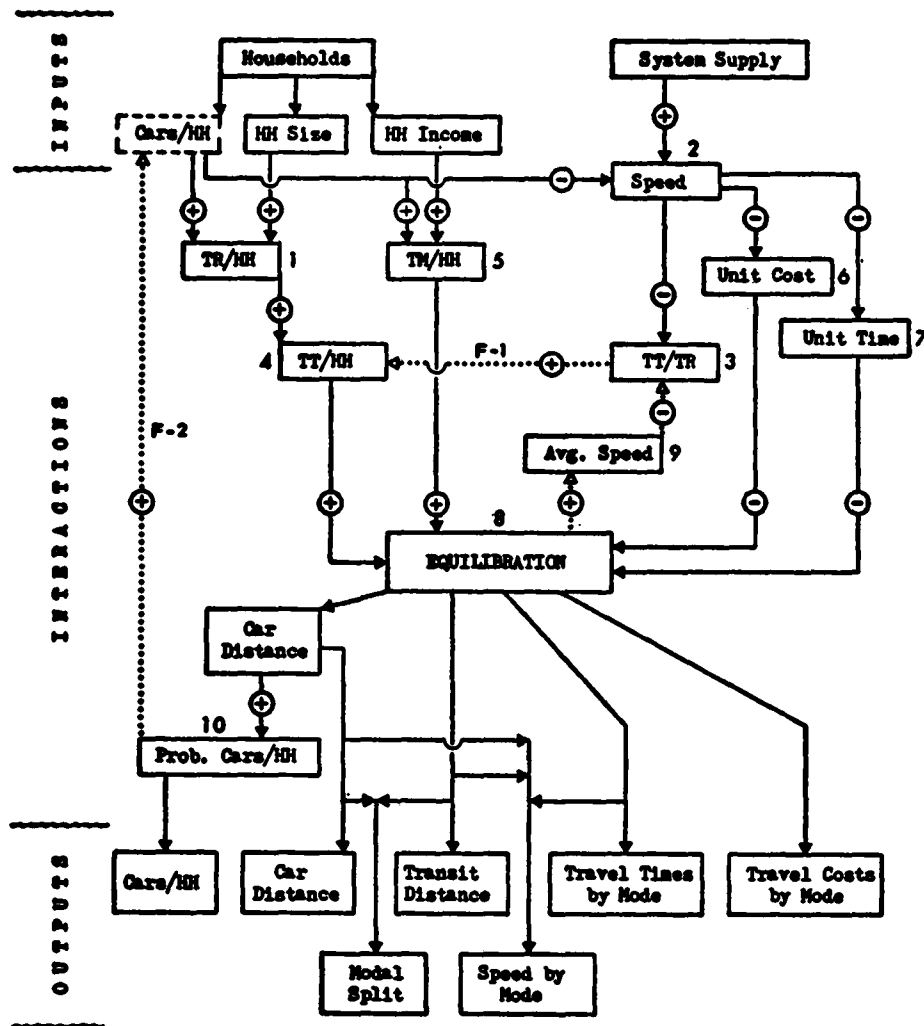 INPUTS
Households
System Supply
Cars/HH
HH Size
HH Income
+
2
Speed
-
+
+
+
+
-
-
TR/HH
1
TM/HH
5
-
Unit Cost
6
+
Unit Time
7
4
TT/HH
F-1
+
TT/TR
3
INTERACTIONS
-
F-2
Avg. Speed
9
+
+
+
+
-
-
8
EQUILIBRATION
Car
Distance
+
10
Prob. Cars/HH
OUTPUTS
Cars/HH
Car
Distance
Transit
Distance
Travel Times
by Mode
Travel Costs
by Mode
Modal
Split
Speed by
Mode